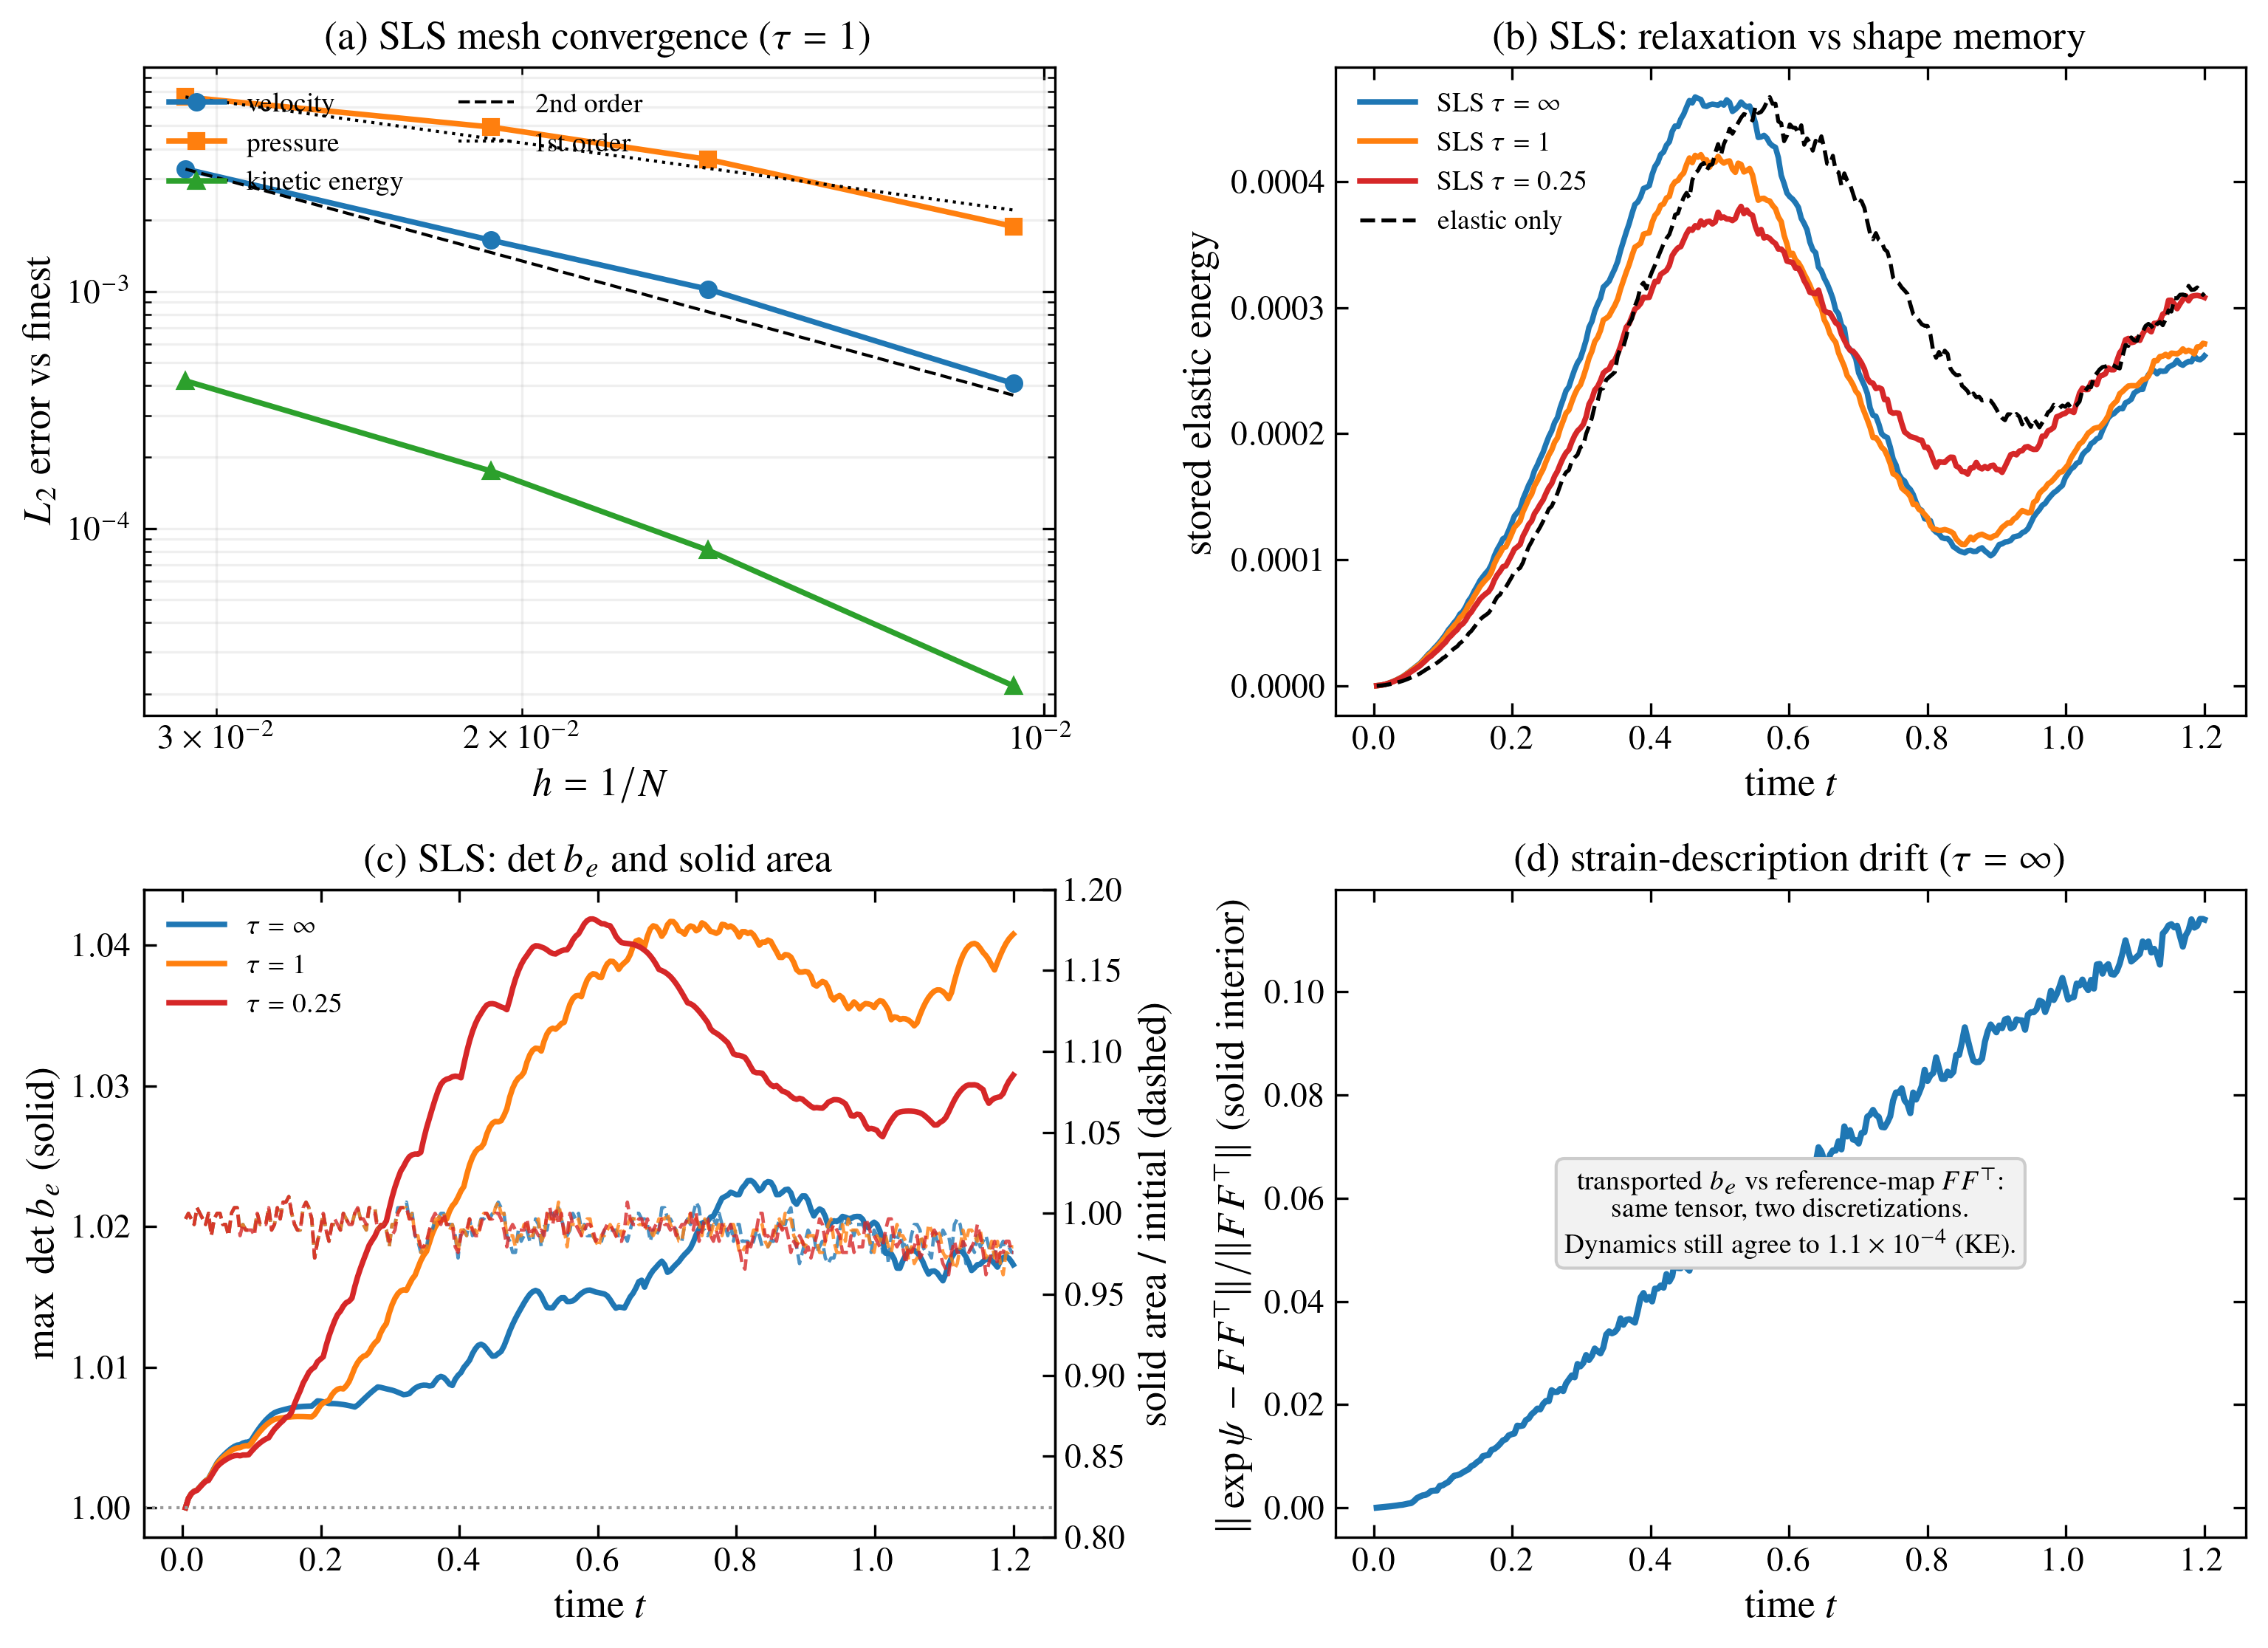 (a) SLS mesh convergence (τ = 1)
velocity
pressure
kinetic energy
2nd order
1st order
L₂ error vs finest
10⁻³
10⁻⁴
3 × 10⁻²
2 × 10⁻²
10⁻²
h = 1/N
(b) SLS: relaxation vs shape memory
SLS τ = ∞
SLS τ = 1
SLS τ = 0.25
elastic only
stored elastic energy
0.0004
0.0003
0.0002
0.0001
0.0000
0.0 0.2 0.4 0.6 0.8 1.0 1.2
time t
(c) SLS: det bₑ and solid area
τ = ∞
τ = 1
τ = 0.25
max det bₑ (solid)
1.04
1.03
1.02
1.01
1.00
solid area / initial (dashed)
1.20
1.15
1.10
1.05
1.00
0.95
0.90
0.85
0.80
0.0 0.2 0.4 0.6 0.8 1.0 1.2
time t
(d) strain-description drift (τ = ∞)
‖ exp ψ − FF⊤‖/‖FF⊤‖ (solid interior)
0.10
0.08
0.06
0.04
0.02
0.00
transported bₑ vs reference-map FF⊤:
same tensor, two discretizations.
Dynamics still agree to 1.1 × 10⁻⁴ (KE).
0.0 0.2 0.4 0.6 0.8 1.0 1.2
time t